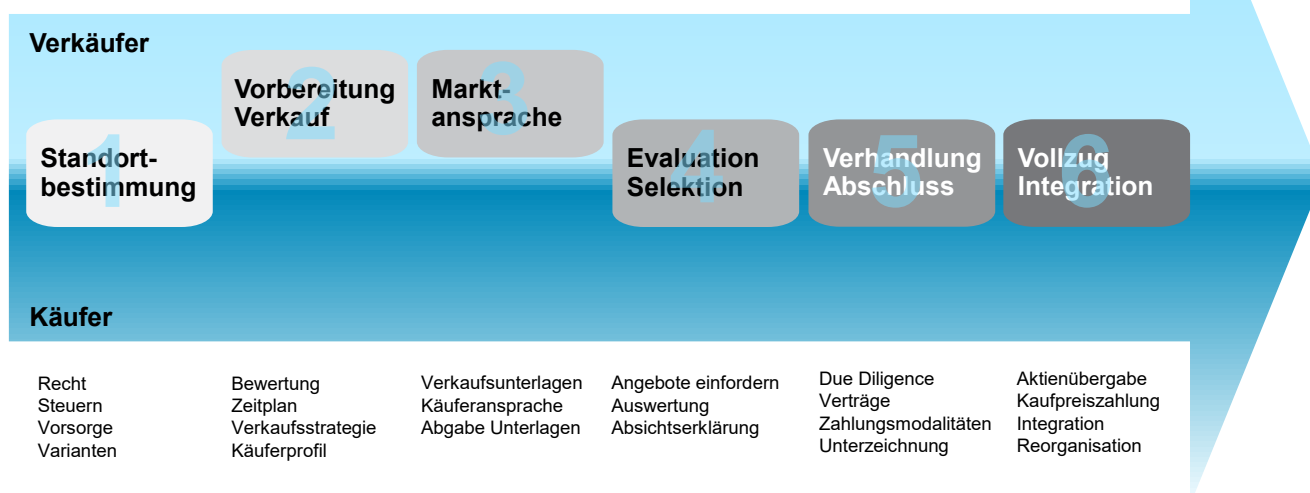 Verkäufer
1
Standort-
bestimmung
2
Vorbereitung
Verkauf
3
Markt-
ansprache
4
Evaluation
Selektion
5
Verhandlung
Abschluss
6
Vollzug
Integration
Käufer
Recht
Steuern
Vorsorge
Varianten
Bewertung
Zeitplan
Verkaufsstrategie
Käuferprofil
Verkaufsunterlagen
Käuferansprache
Abgabe Unterlagen
Angebote einfordern
Auswertung
Absichtserklärung
Due Diligence
Verträge
Zahlungsmodalitäten
Unterzeichnung
Aktienübergabe
Kaufpreiszahlung
Integration
Reorganisation